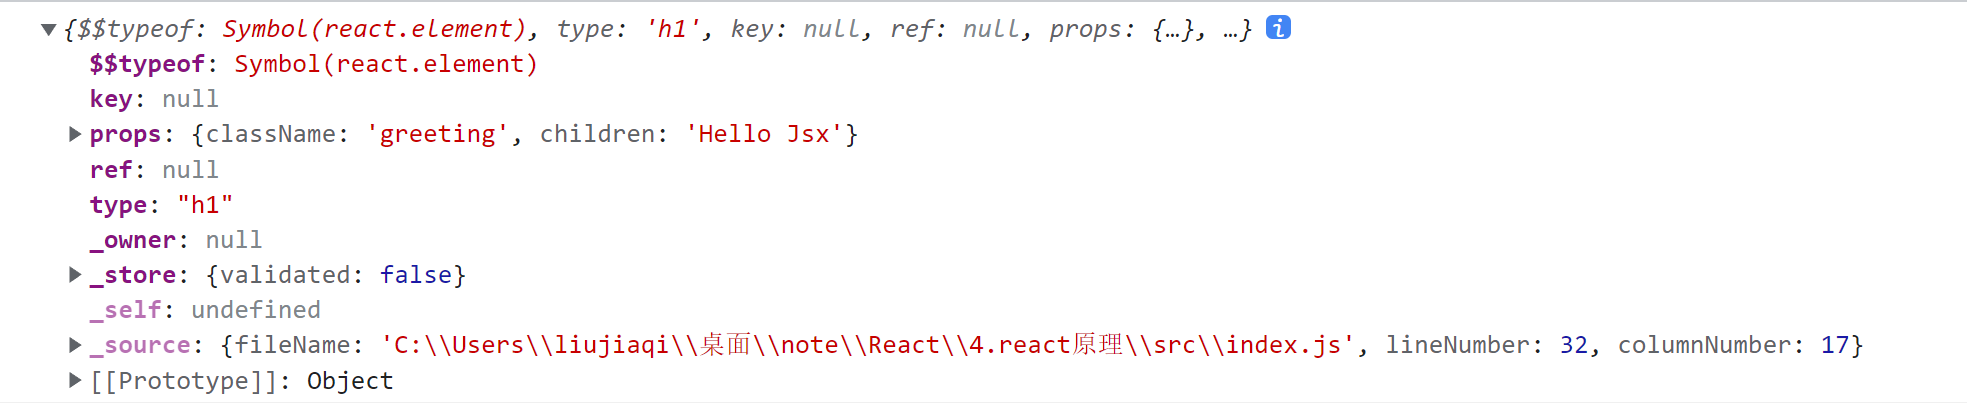 ▼{$$typeof: Symbol(react.element), type: 'h1', key: null, ref: null, props: {…}, …} i
$$typeof: Symbol(react.element)
key: null
▶props: {className: 'greeting', children: 'Hello Jsx'}
ref: null
type: "h1"
_owner: null
▶_store: {validated: false}
_self: undefined
▶_source: {fileName: 'C:\\Users\\liujiaqi\\桌面\\note\\React\\4.react原理\\src\\index.js', lineNumber: 32, columnNumber: 17}
▶[[Prototype]]: Object